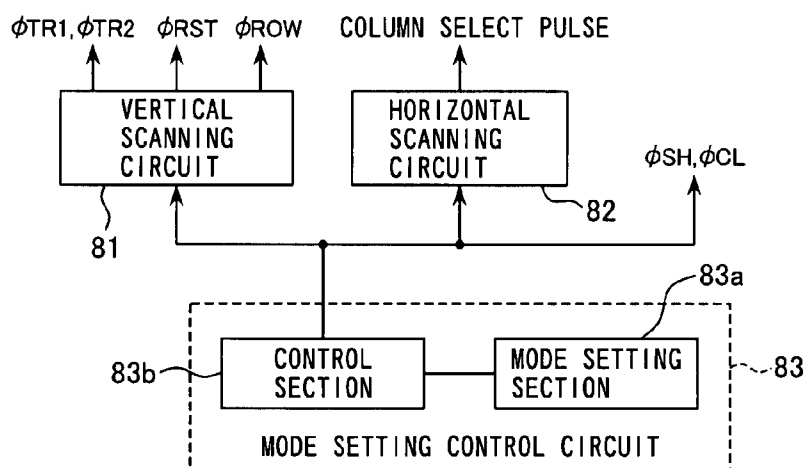 ϕTR1,ϕTR2 ϕRST ϕROW COLUMN SELECT PULSE
VERTICAL
SCANNING
CIRCUIT
HORIZONTAL
SCANNING
CIRCUIT
ϕSH,ϕCL
81
82
83a
CONTROL
SECTION
MODE SETTING
SECTION
83b
83
MODE SETTING CONTROL CIRCUIT